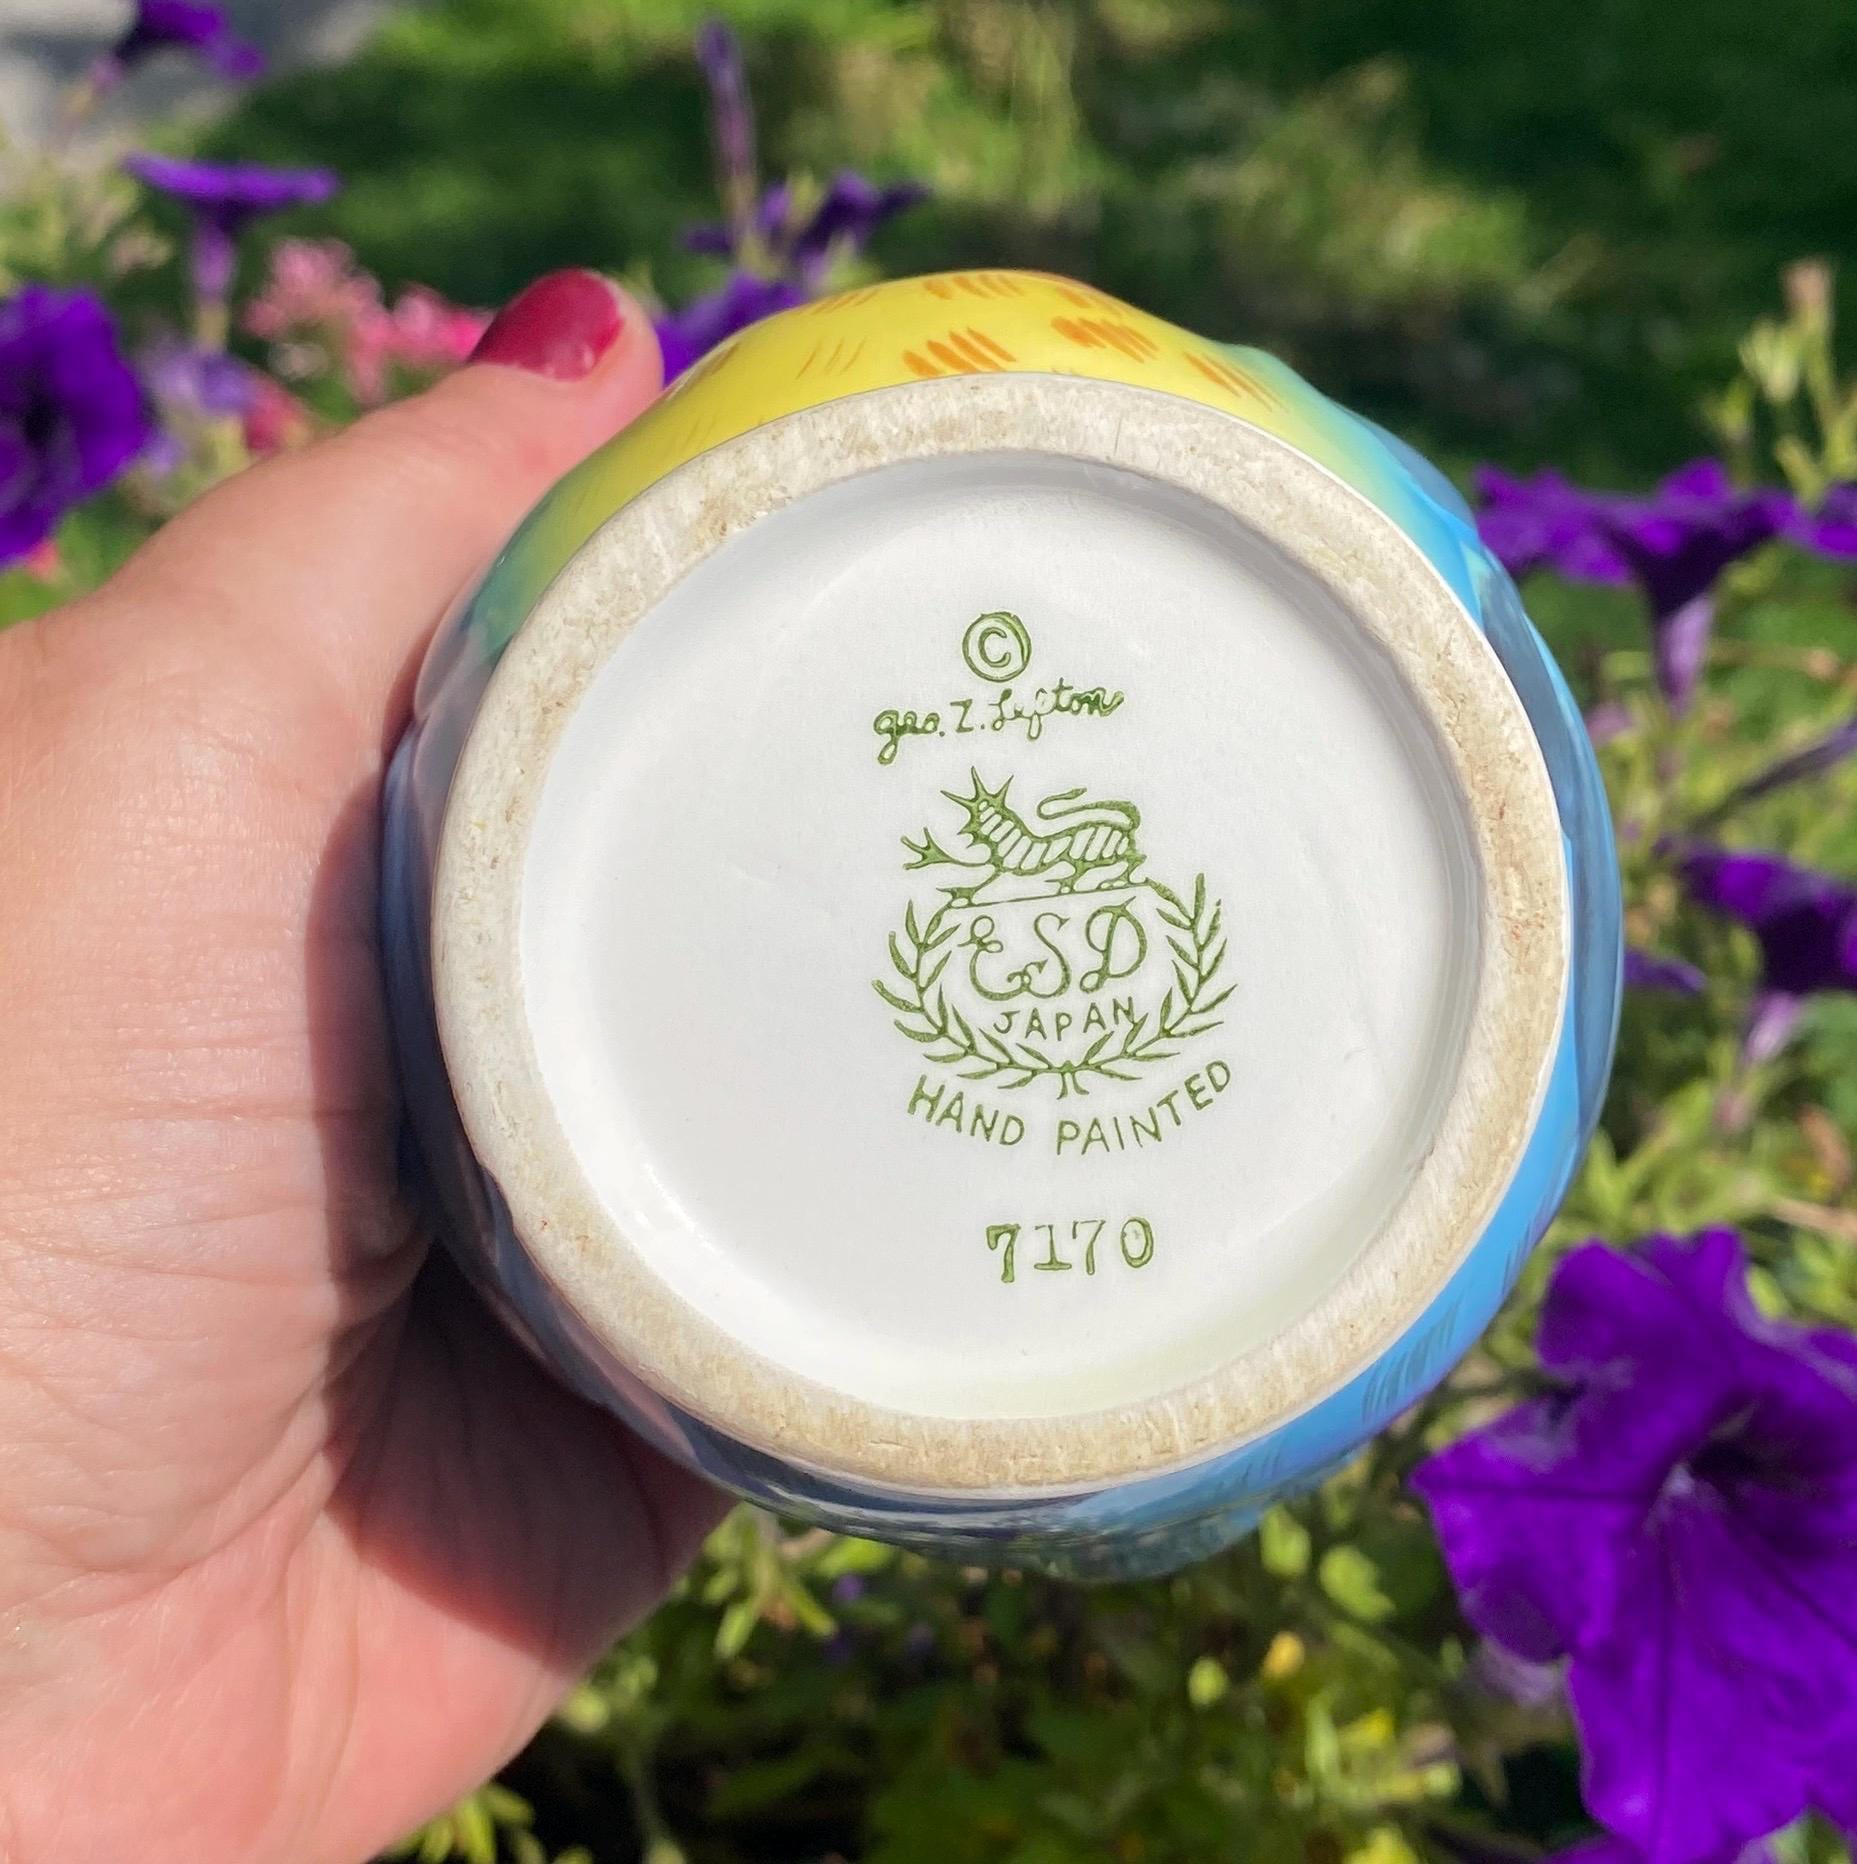 ©
geo. Z. Lefton
ESD
JAPAN
HAND PAINTED
7170